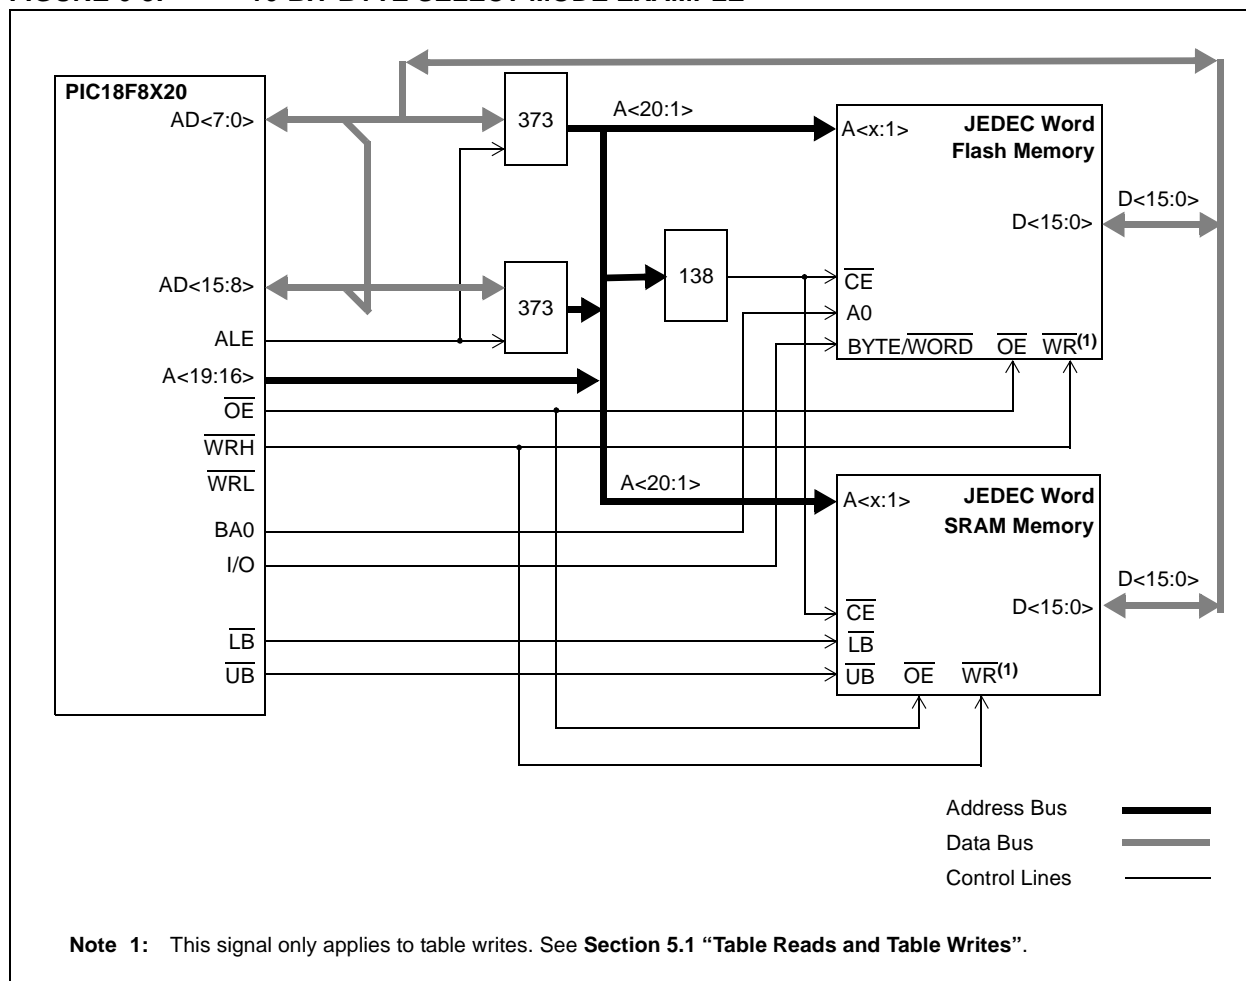 PIC18F8X20
AD<7:0>
AD<15:8>
ALE
A<19:16>
OE
WRH
WRL
BA0
I/O
LB
UB
373
373
138
A<20:1>
A<20:1>
A<x:1>
JEDEC Word
Flash Memory
D<15:0>
D<15:0>
CE
A0
BYTE/WORD OE WR(1)
A<x:1>
JEDEC Word
SRAM Memory
D<15:0>
D<15:0>
CE
LB
UB OE WR(1)
Address Bus
Data Bus
Control Lines
Note 1: This signal only applies to table writes. See Section 5.1 “Table Reads and Table Writes”.